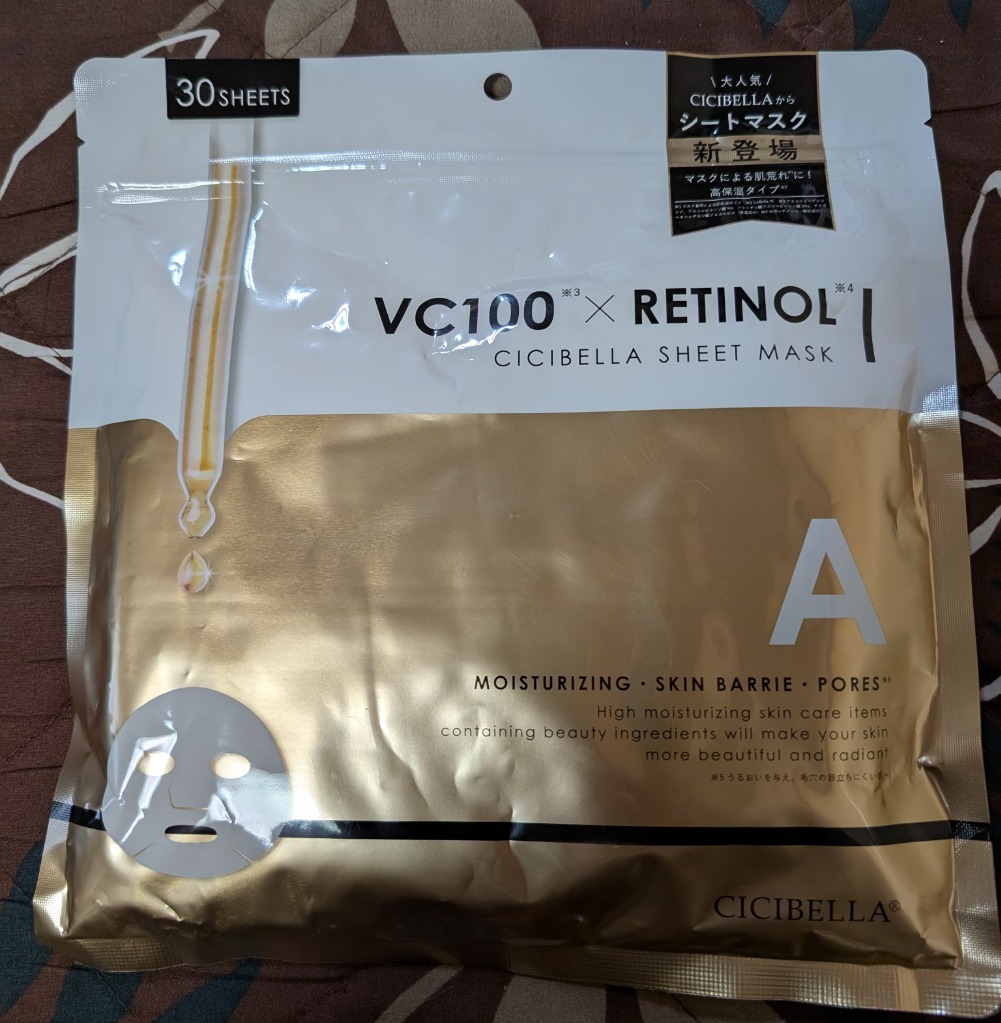 30 SHEETS
\ 大人気 /
CICIBELLAから
シートマスク
新登場
マスクによる肌荒れ※1に！
高保湿タイプ※2
VC100※3 × RETINOL※4
CICIBELLA SHEET MASK
A
MOISTURIZING・SKIN BARRIE・PORES※5
High moisturizing skin care items
containing beauty ingredients will make your skin
more beautiful and radiant
※5 うるおいを与え、毛穴の目立ちにくい肌へ
CICIBELLA®